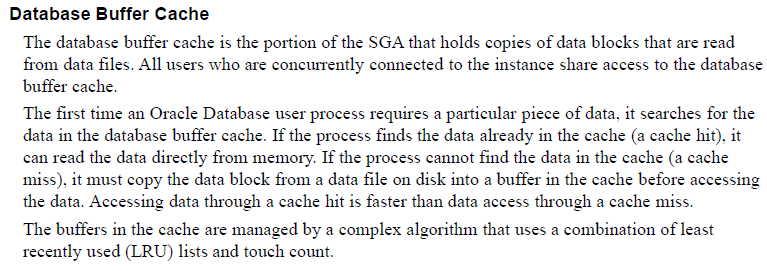 Database Buffer Cache
The database buffer cache is the portion of the SGA that holds copies of data blocks that are read
from data files. All users who are concurrently connected to the instance share access to the database
buffer cache.
The first time an Oracle Database user process requires a particular piece of data, it searches for the
data in the database buffer cache. If the process finds the data already in the cache (a cache hit), it
can read the data directly from memory. If the process cannot find the data in the cache (a cache
miss), it must copy the data block from a data file on disk into a buffer in the cache before accessing
the data. Accessing data through a cache hit is faster than data access through a cache miss.
The buffers in the cache are managed by a complex algorithm that uses a combination of least
recently used (LRU) lists and touch count.